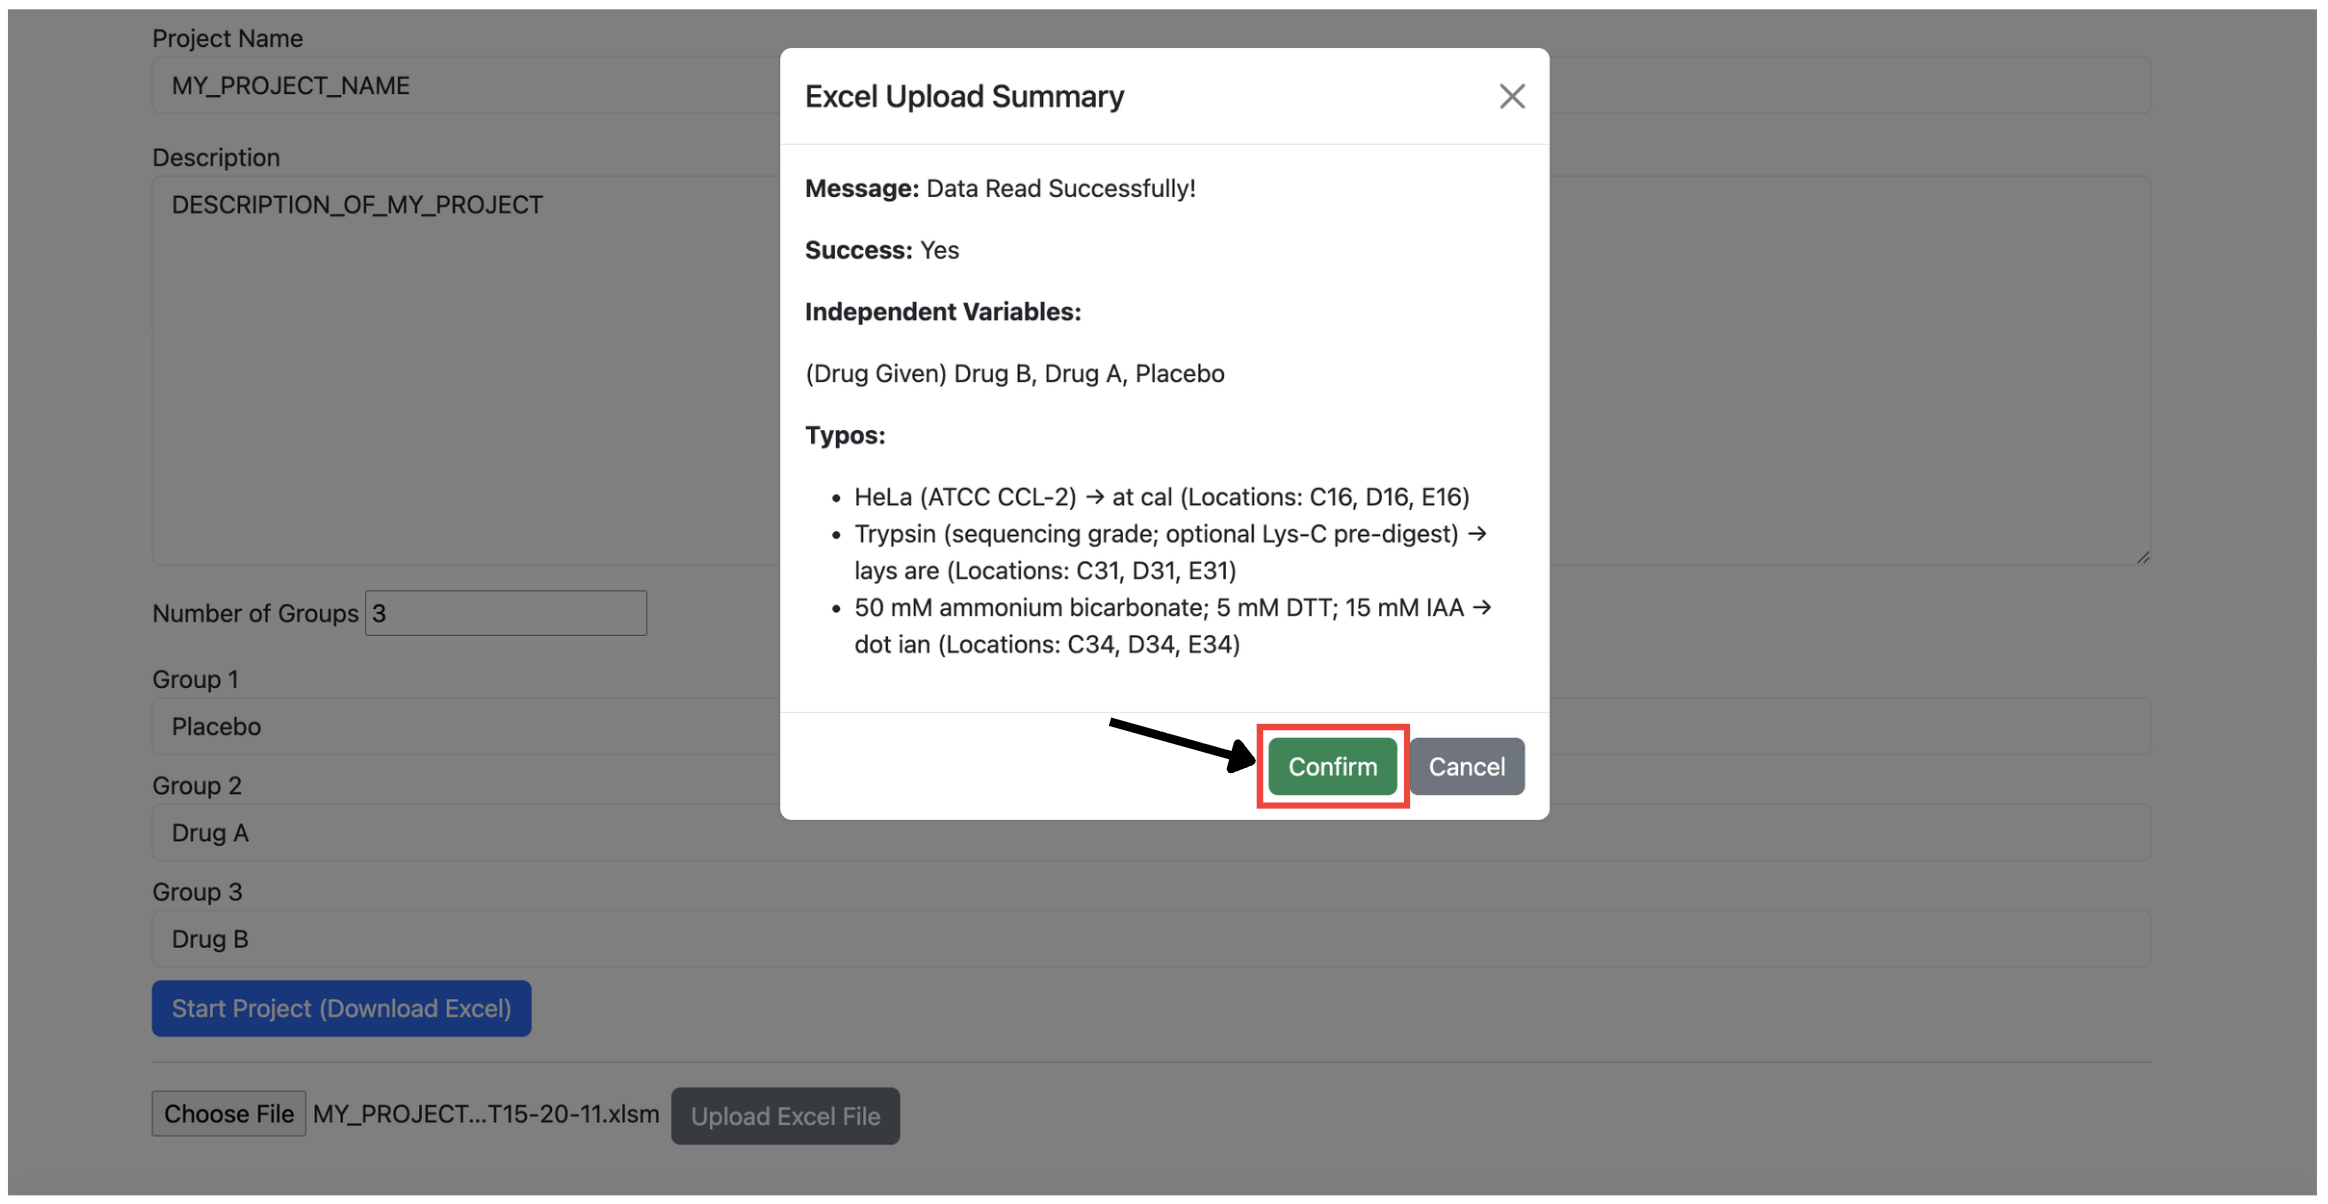 Project Name
MY_PROJECT_NAME
Description
DESCRIPTION_OF_MY_PROJECT
Number of Groups 3
Group 1
Placebo
Group 2
Drug A
Group 3
Drug B
Start Project (Download Excel)
Choose File MY_PROJECT...T15-20-11.xlsm Upload Excel File
Excel Upload Summary
Message: Data Read Successfully!
Success: Yes
Independent Variables:
(Drug Given) Drug B, Drug A, Placebo
Typos:
• HeLa (ATCC CCL-2) → at cal (Locations: C16, D16, E16)
• Trypsin (sequencing grade; optional Lys-C pre-digest) →
lays are (Locations: C31, D31, E31)
• 50 mM ammonium bicarbonate; 5 mM DTT; 15 mM IAA →
dot ian (Locations: C34, D34, E34)
Confirm Cancel